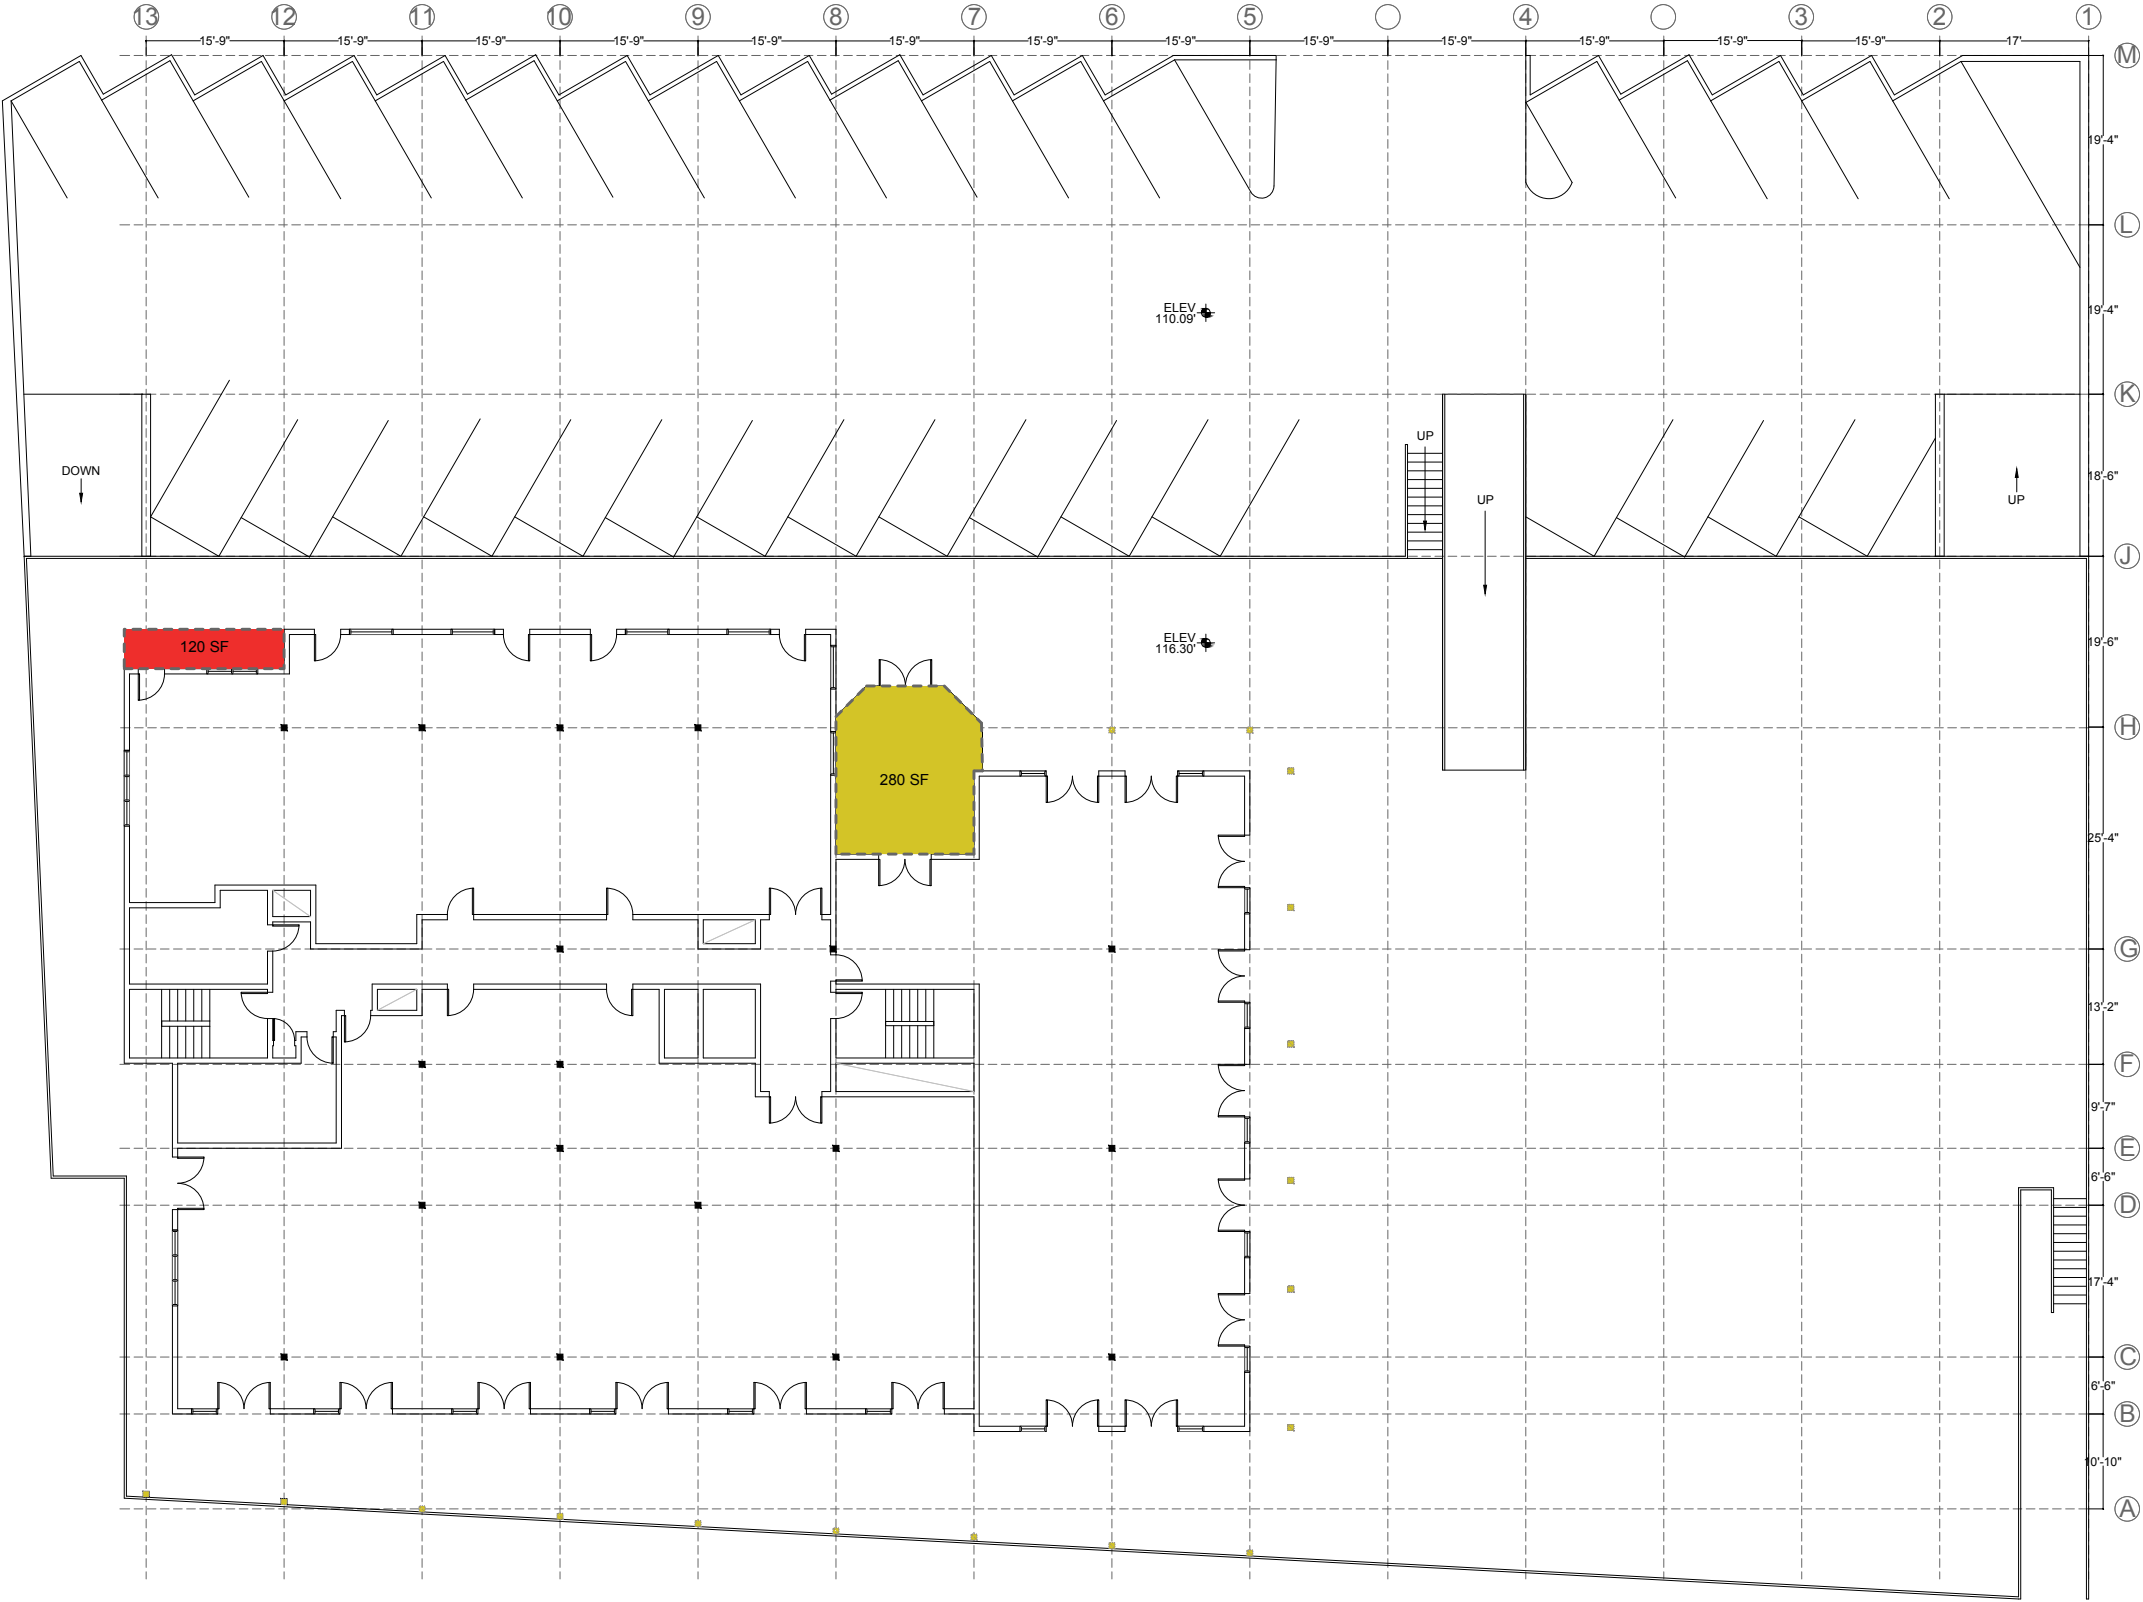 13 12 11 10 9 8 7 6 5 4 3 2 1
15'-9" 15'-9" 15'-9" 15'-9" 15'-9" 15'-9" 15'-9" 15'-9" 15'-9" 15'-9" 15'-9" 15'-9" 15'-9" 17'
M
19'-4"
L
ELEV
110.09'
19'-4"
K
UP
DOWN
18'-6"
UP
UP
J
ELEV
116.30'
19'-6"
120 SF
H
280 SF
25'-4"
G
13'-2"
F
9'-7"
E
6'-6"
D
17'-4"
C
6'-6"
B
10'-10"
A